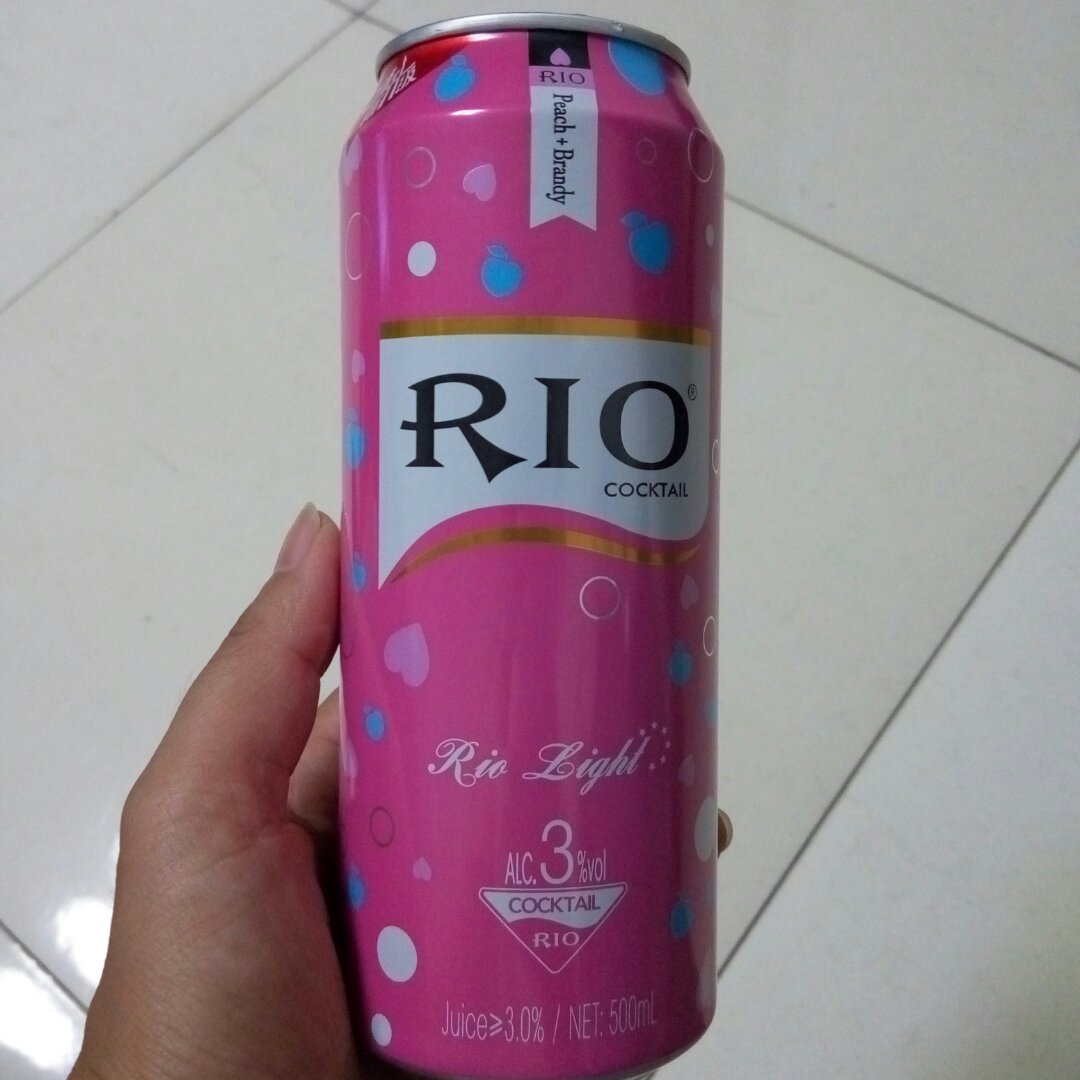 RIO
Peach + Brandy
RIO®
COCKTAIL
Rio Light
ALC. 3%vol
COCKTAIL
RIO
Juice≥3.0% / NET: 500mL